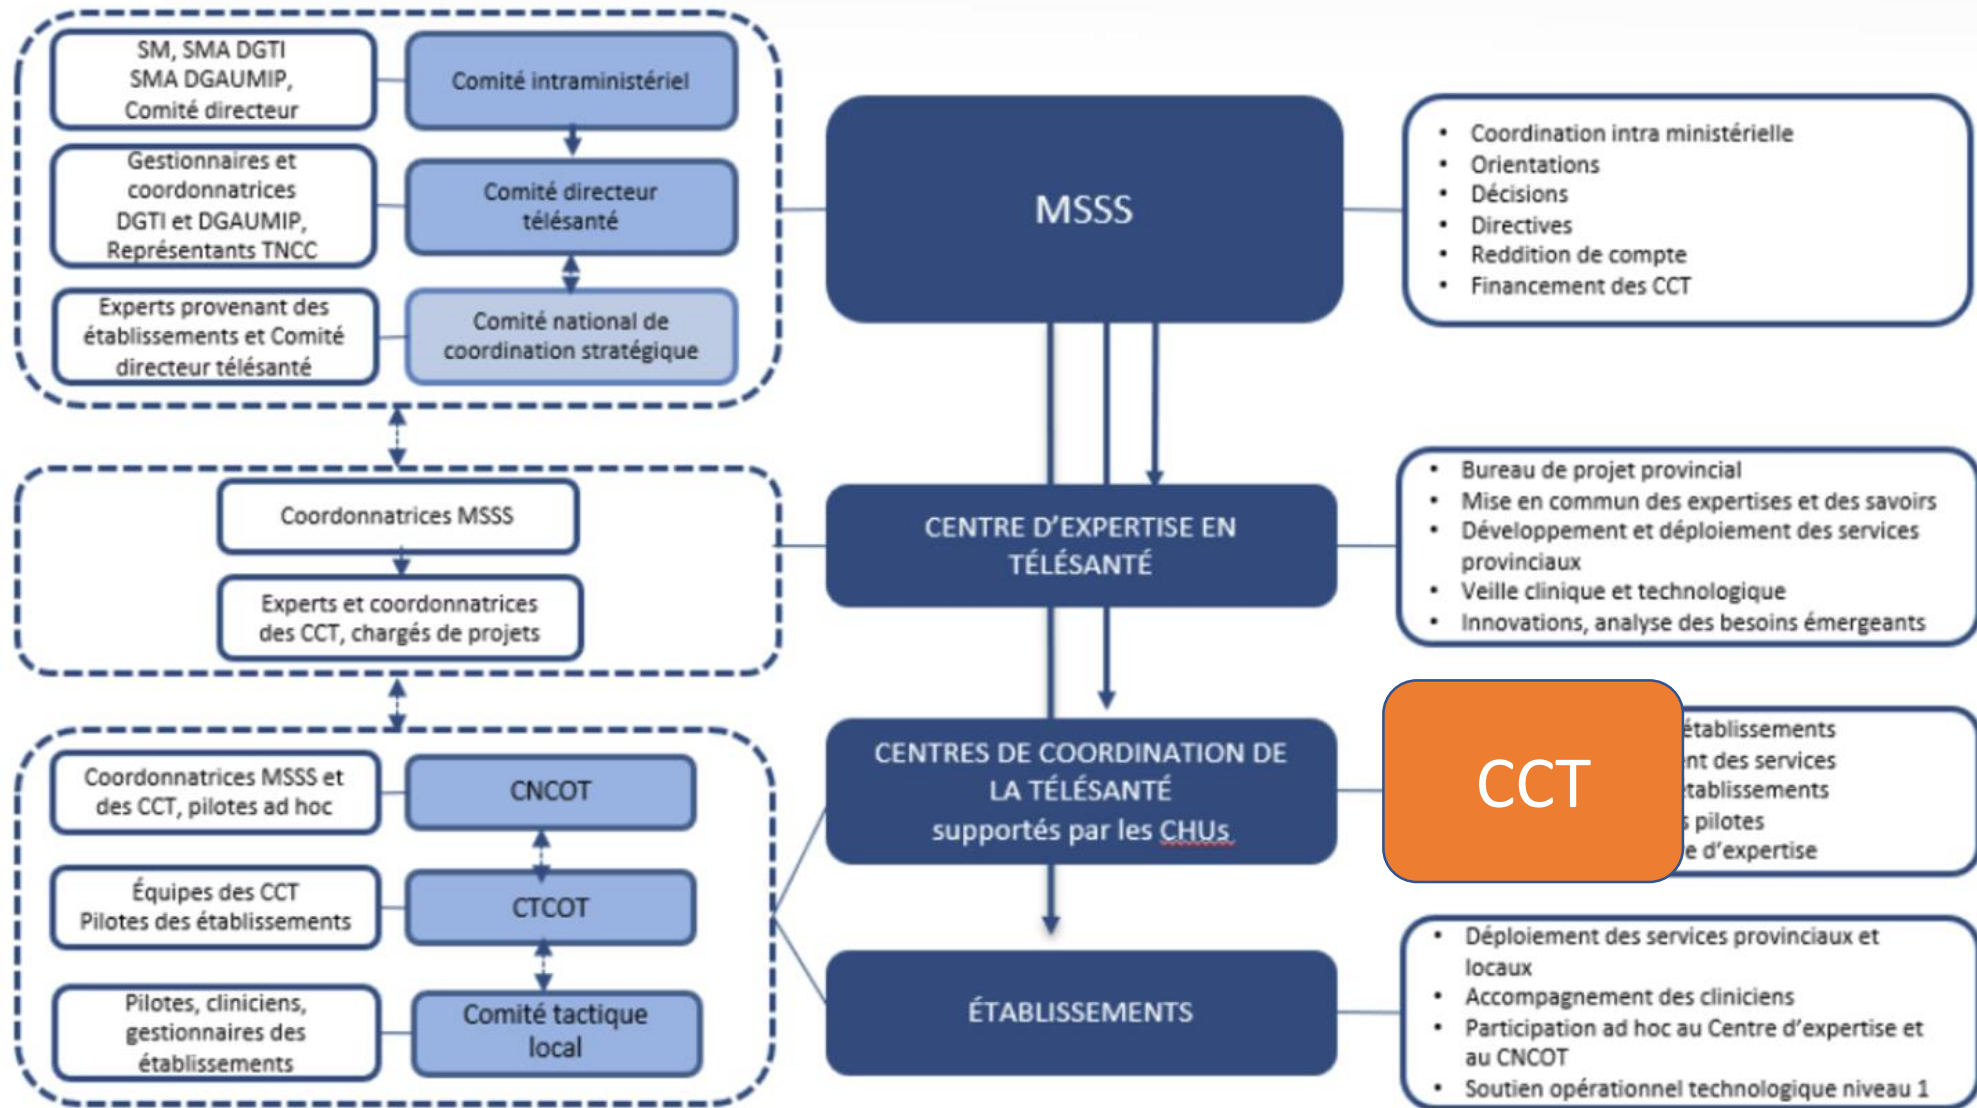 SM, SMA DGTI
SMA DGAUMIP,
Comité directeur
Comité intraministériel
Gestionnaires et
coordonnatrices
DGTI et DGAUMIP,
Représentants TNCC
Comité directeur
télésanté
Experts provenant des
établissements et Comité
directeur télésanté
Comité national de
coordination stratégique
MSSS
• Coordination intra ministérielle
• Orientations
• Décisions
• Directives
• Reddition de compte
• Financement des CCT
Coordonnatrices MSSS
Experts et coordonnatrices
des CCT, chargés de projets
CENTRE D'EXPERTISE EN
TÉLÉSANTÉ
• Bureau de projet provincial
• Mise en commun des expertises et des savoirs
• Développement et déploiement des services
provinciaux
• Veille clinique et technologique
• Innovations, analyse des besoins émergeants
Coordonnatrices MSSS et
des CCT, pilotes ad hoc
CNCOT
Équipes des CCT
Pilotes des établissements
CTCOT
Pilotes, cliniciens,
gestionnaires des
établissements
Comité tactique
local
CENTRES DE COORDINATION DE
LA TÉLÉSANTÉ
supportés par les CHUs
CCT
établissements
des services
établissements
pilotes
d'expertise
ÉTABLISSEMENTS
• Déploiement des services provinciaux et
locaux
• Accompagnement des cliniciens
• Participation ad hoc au Centre d'expertise et
au CNCOT
• Soutien opérationnel technologique niveau 1